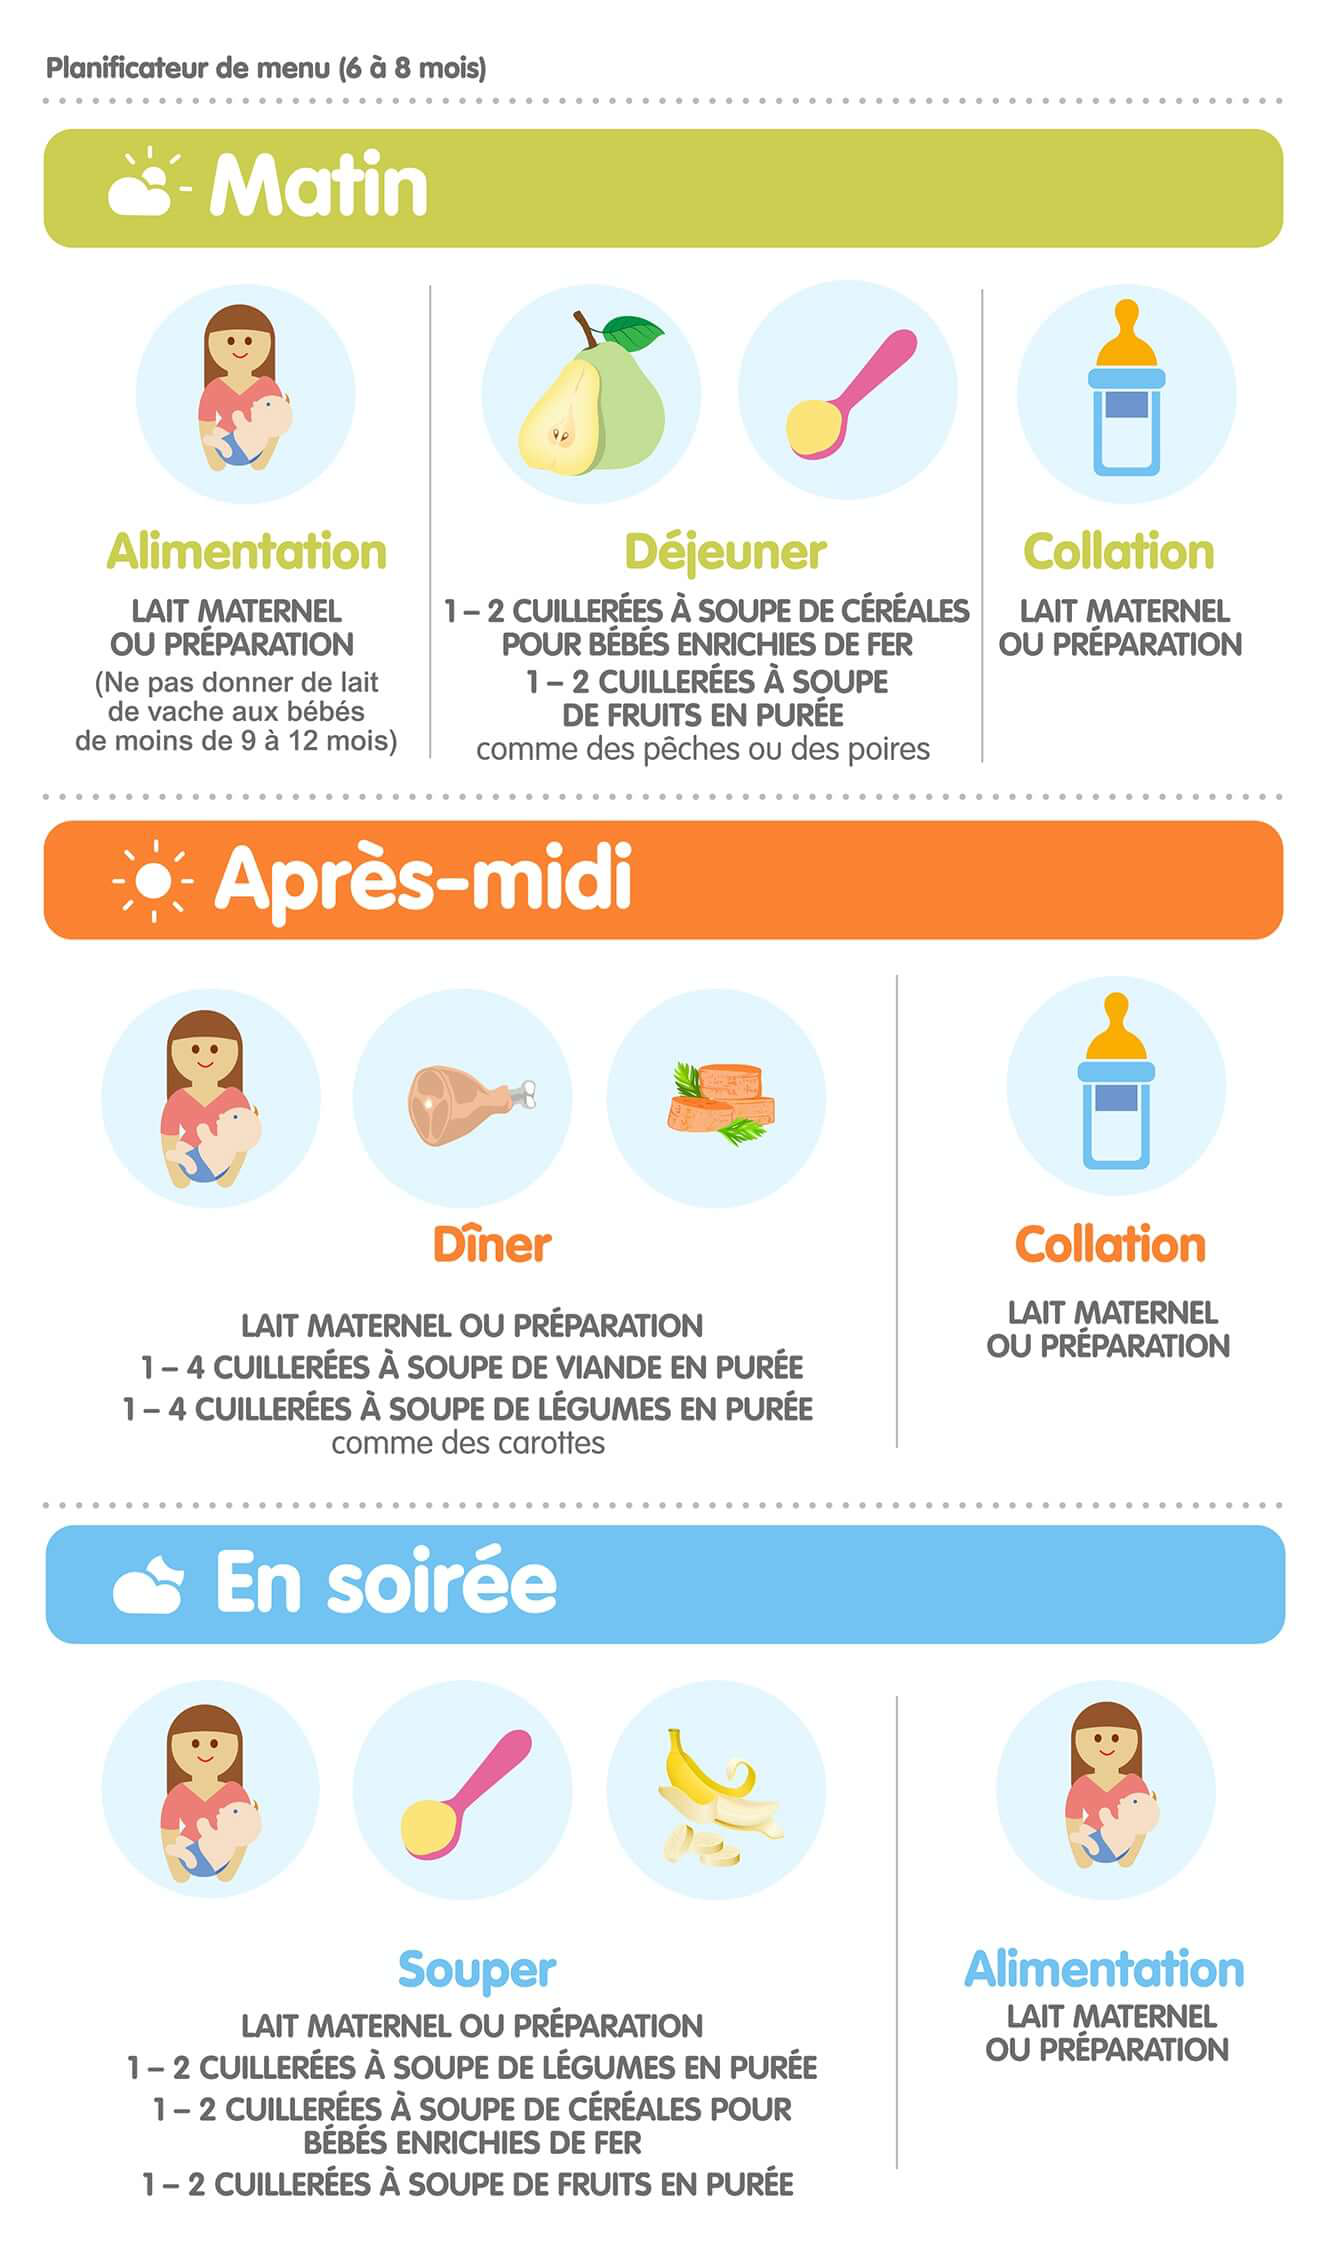 Planificateur de menu (6 à 8 mois)
Matin
Alimentation
LAIT MATERNEL
OU PRÉPARATION
(Ne pas donner de lait
de vache aux bébés
de moins de 9 à 12 mois)
Déjeuner
1 – 2 CUILLERÉES À SOUPE DE CÉRÉALES
POUR BÉBÉS ENRICHIES DE FER
1 – 2 CUILLERÉES À SOUPE
DE FRUITS EN PURÉE
comme des pêches ou des poires
Collation
LAIT MATERNEL
OU PRÉPARATION
Après-midi
Dîner
LAIT MATERNEL OU PRÉPARATION
1 – 4 CUILLERÉES À SOUPE DE VIANDE EN PURÉE
1 – 4 CUILLERÉES À SOUPE DE LÉGUMES EN PURÉE
comme des carottes
Collation
LAIT MATERNEL
OU PRÉPARATION
En soirée
Souper
LAIT MATERNEL OU PRÉPARATION
1 – 2 CUILLERÉES À SOUPE DE LÉGUMES EN PURÉE
1 – 2 CUILLERÉES À SOUPE DE CÉRÉALES POUR
BÉBÉS ENRICHIES DE FER
1 – 2 CUILLERÉES À SOUPE DE FRUITS EN PURÉE
Alimentation
LAIT MATERNEL
OU PRÉPARATION